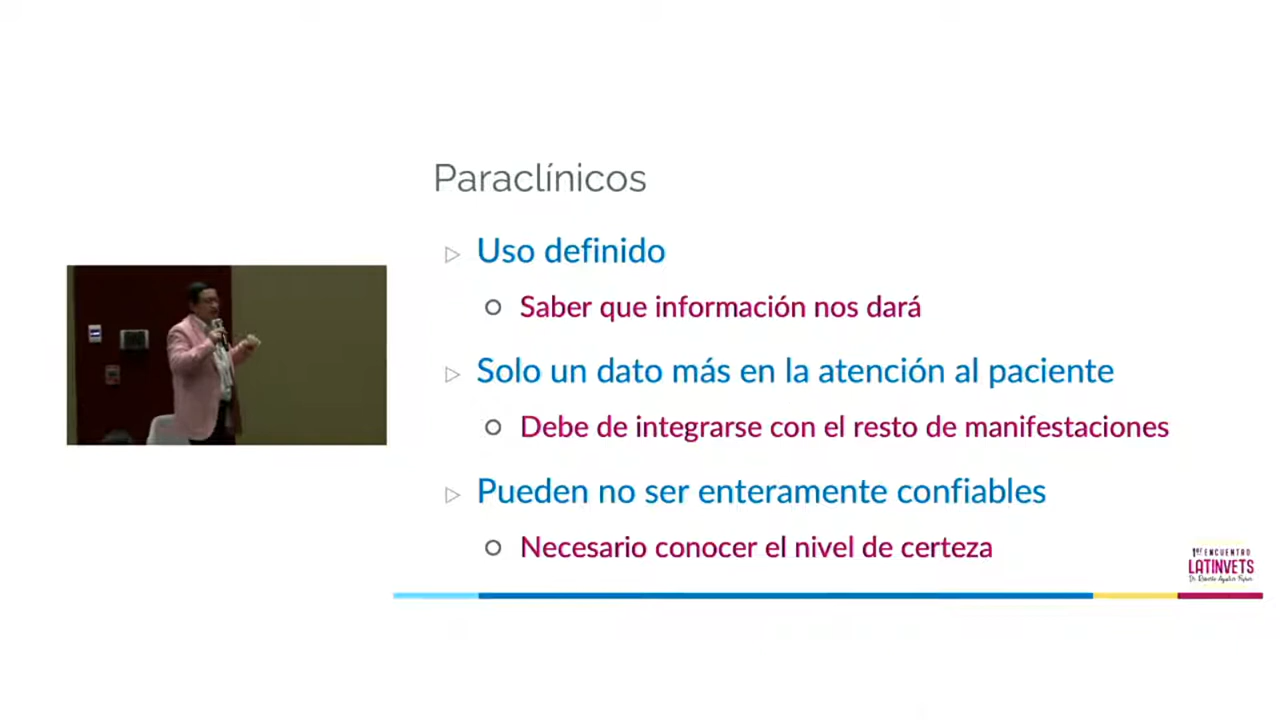 Paraclínicos
Uso definido
Saber que información nos dará
Solo un dato más en la atención al paciente
Debe de integrarse con el resto de manifestaciones
Pueden no ser enteramente confiables
Necesario conocer el nivel de certeza
1er ENCUENTRO
LATINVETS
Dr. Roberto